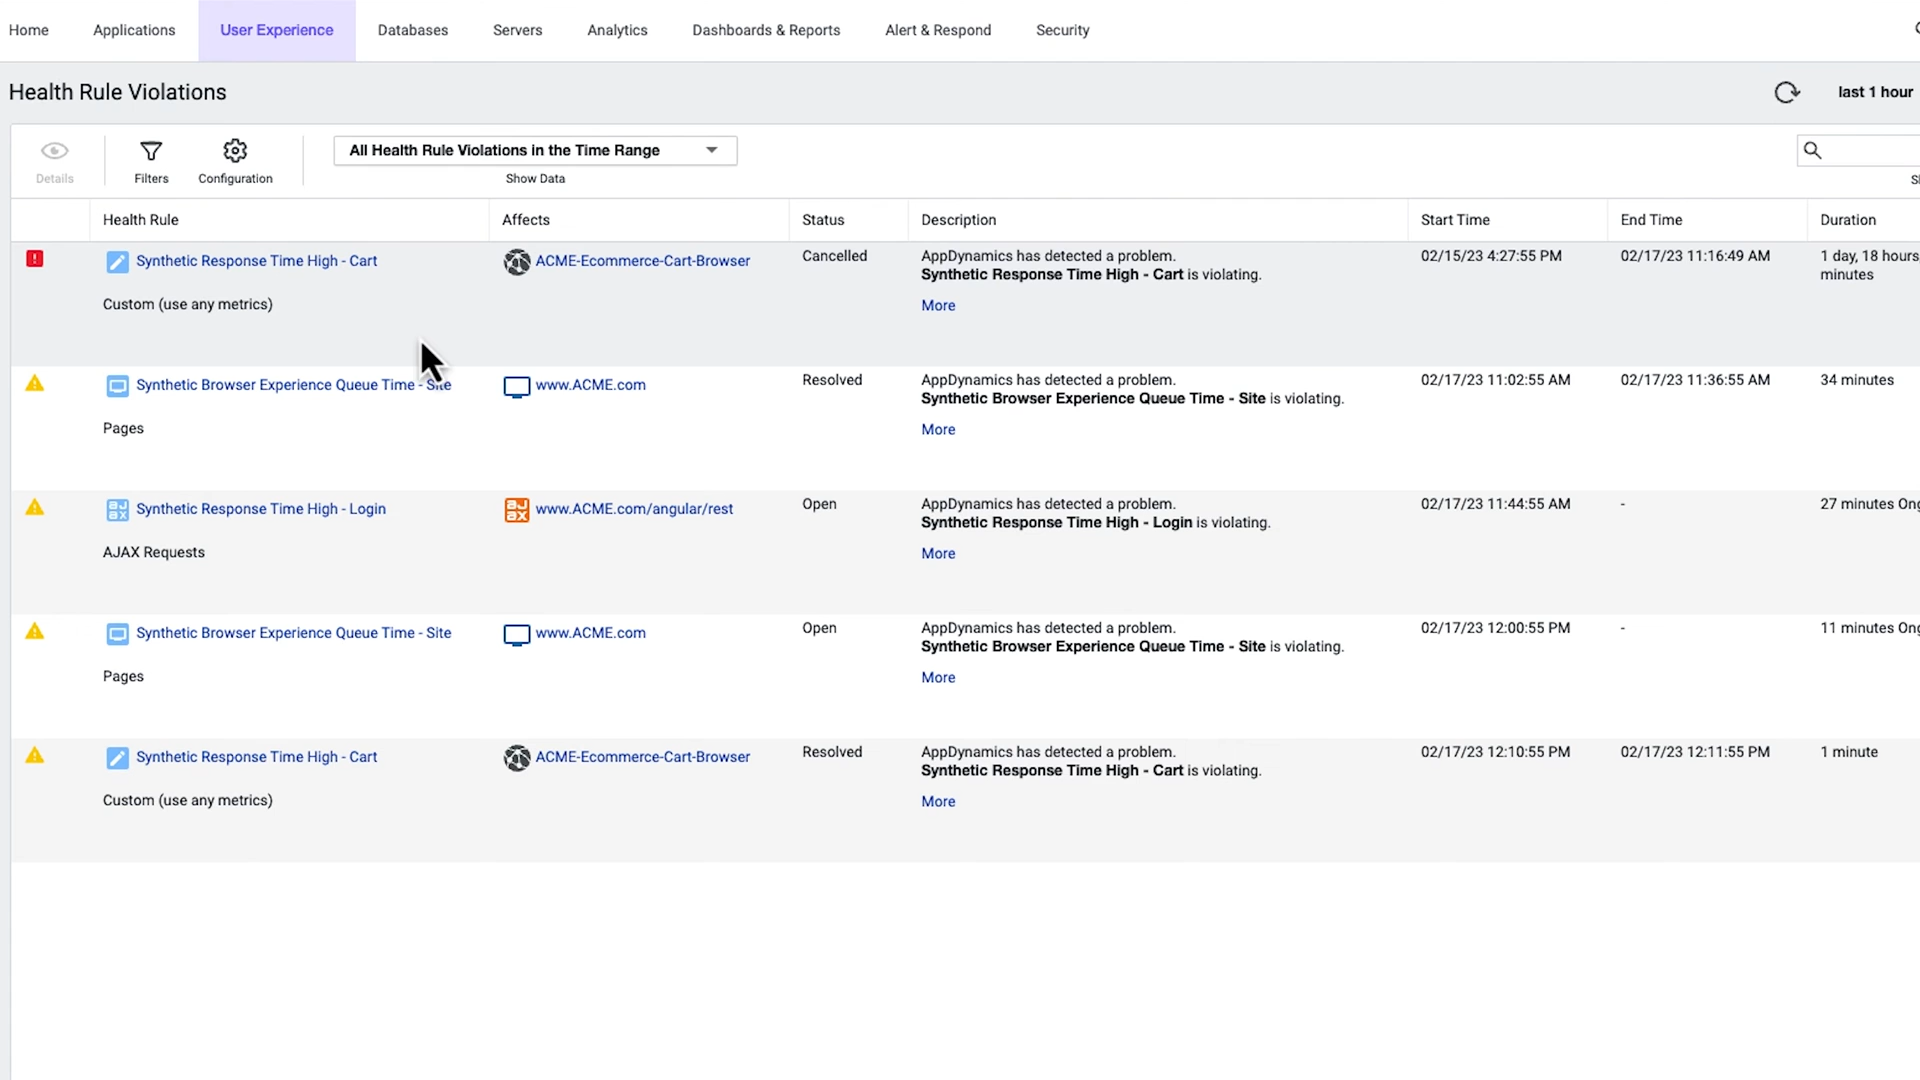 Home Applications User Experience Databases Servers Analytics Dashboards & Reports Alert & Respond Security
Health Rule Violations last 1 hour
All Health Rule Violations in the Time Range
Details Filters Configuration Show Data
Health Rule Affects Status Description Start Time End Time Duration
Synthetic Response Time High - Cart ACME-Ecommerce-Cart-Browser Cancelled AppDynamics has detected a problem. 02/15/23 4:27:55 PM 02/17/23 11:16:49 AM 1 day, 18 hours,
Synthetic Response Time High - Cart is violating. minutes
Custom (use any metrics) More
Synthetic Browser Experience Queue Time - Site www.ACME.com Resolved AppDynamics has detected a problem. 02/17/23 11:02:55 AM 02/17/23 11:36:55 AM 34 minutes
Synthetic Browser Experience Queue Time - Site is violating.
Pages More
Synthetic Response Time High - Login www.ACME.com/angular/rest Open AppDynamics has detected a problem. 02/17/23 11:44:55 AM - 27 minutes
Synthetic Response Time High - Login is violating.
AJAX Requests More
Synthetic Browser Experience Queue Time - Site www.ACME.com Open AppDynamics has detected a problem. 02/17/23 12:00:55 PM - 11 minutes
Synthetic Browser Experience Queue Time - Site is violating.
Pages More
Synthetic Response Time High - Cart ACME-Ecommerce-Cart-Browser Resolved AppDynamics has detected a problem. 02/17/23 12:10:55 PM 02/17/23 12:11:55 PM 1 minute
Synthetic Response Time High - Cart is violating.
Custom (use any metrics) More